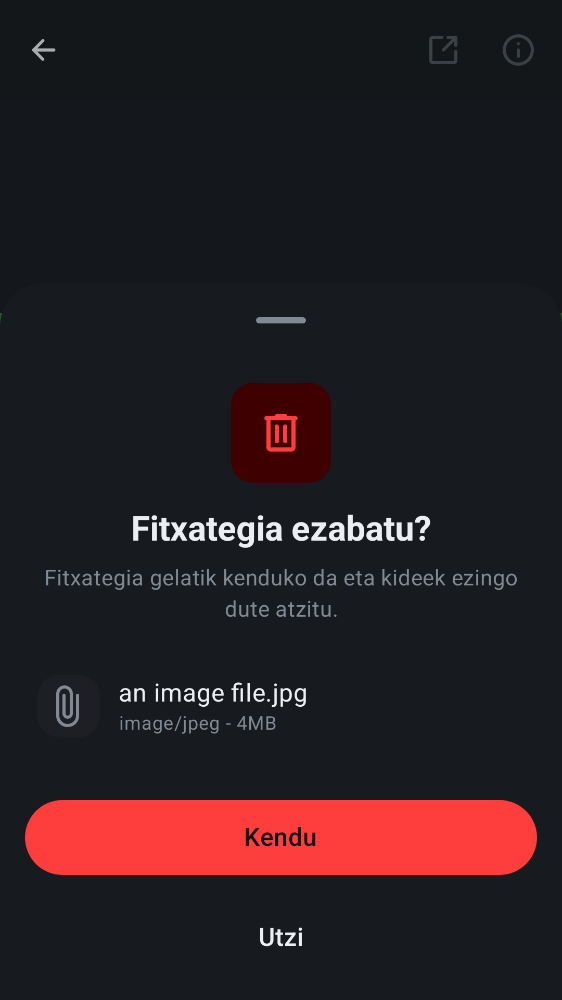 Fitxategia ezabatu?
Fitxategia gelatik kenduko da eta kideek ezingo
dute atzitu.
an image file.jpg
image/jpeg - 4MB
Kendu
Utzi